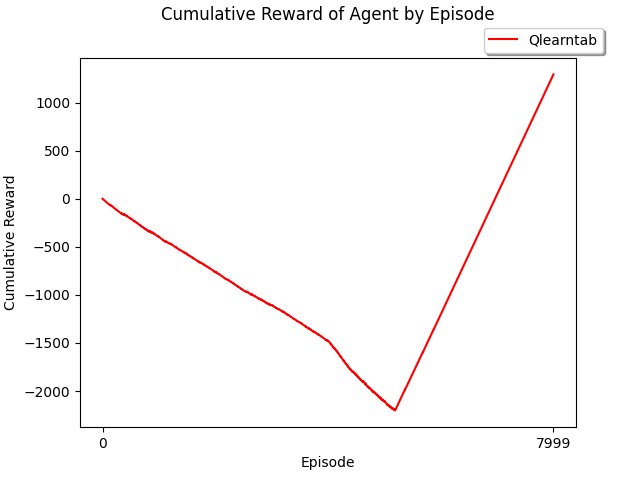 Cumulative Reward of Agent by Episode
Qlearntab
1000
500
0
−500
−1000
−1500
−2000
Cumulative Reward
0
7999
Episode